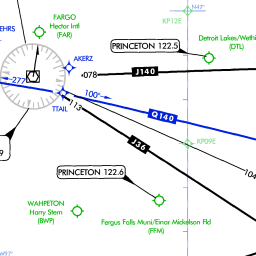 FARGO
Hector Intl
(FAR)
EHRS
AKERZ
KP12E
N47°
Detroit Lakes/Wethi
(DTL)
PRINCETON 122.5
078
J140
277
100°
TTAIL
113
Q140
J36
KP09E
104
9
PRINCETON 122.6
WAHPETON
Harry Stern
(BWP)
Fergus Falls Muni/Einar Mickelson Fld
(FFM)
W97°